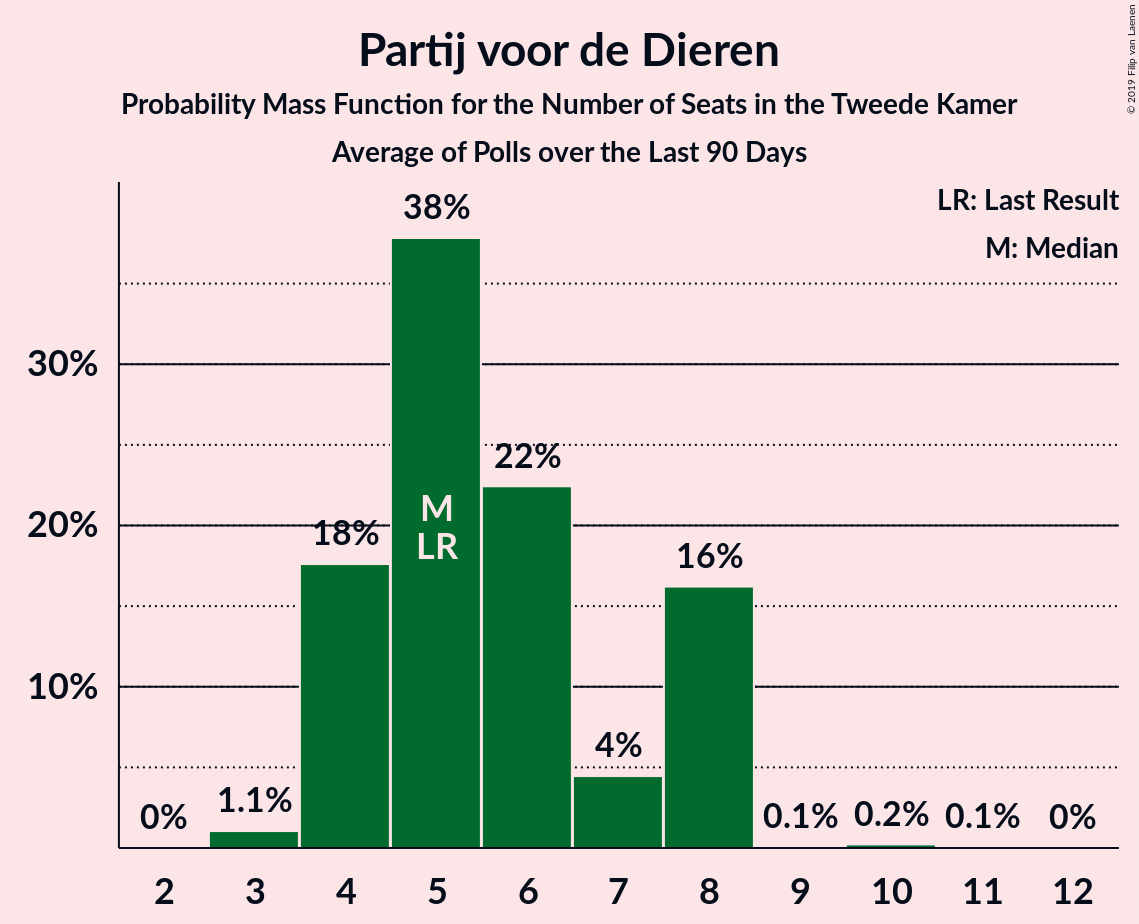 Partij voor de Dieren
Probability Mass Function for the Number of Seats in the Tweede Kamer
Average of Polls over the Last 90 Days
© 2019 Filip van Laenen
LR: Last Result
M: Median
38%
30%
22%
M
20%
18%
LR
16%
10%
4%
1.1%
0%
0.1%
0.2%
0.1%
0%
2 3 4 5 6 7 8 9 10 11 12